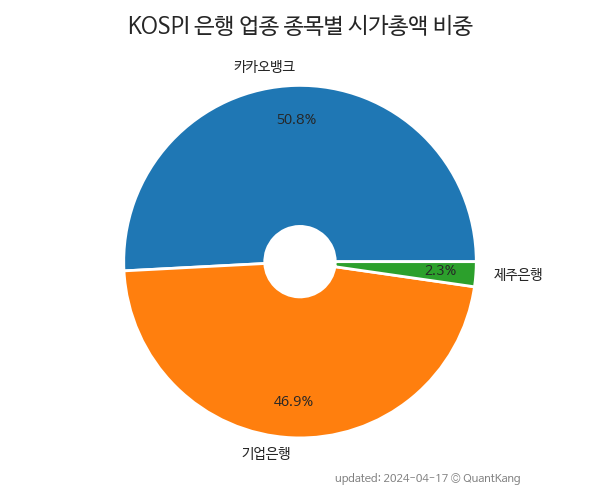 KOSPI 은행 업종 종목별 시가총액 비중
카카오뱅크
50.8%
2.3%
제주은행
46.9%
기업은행
updated: 2024-04-17 © QuantKang